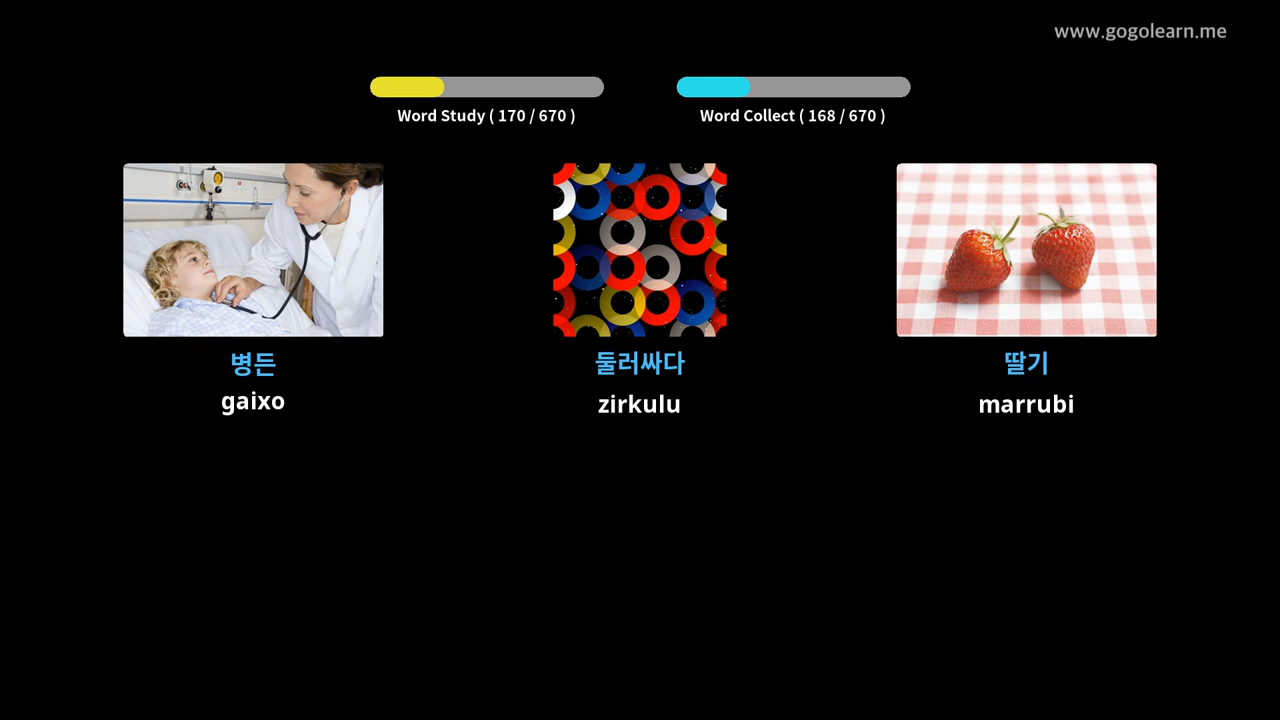 www.gogolearn.me
Word Study ( 170 / 670 )
Word Collect ( 168 / 670 )
병든
gaixo
둘러싸다
zirkulu
딸기
marrubi